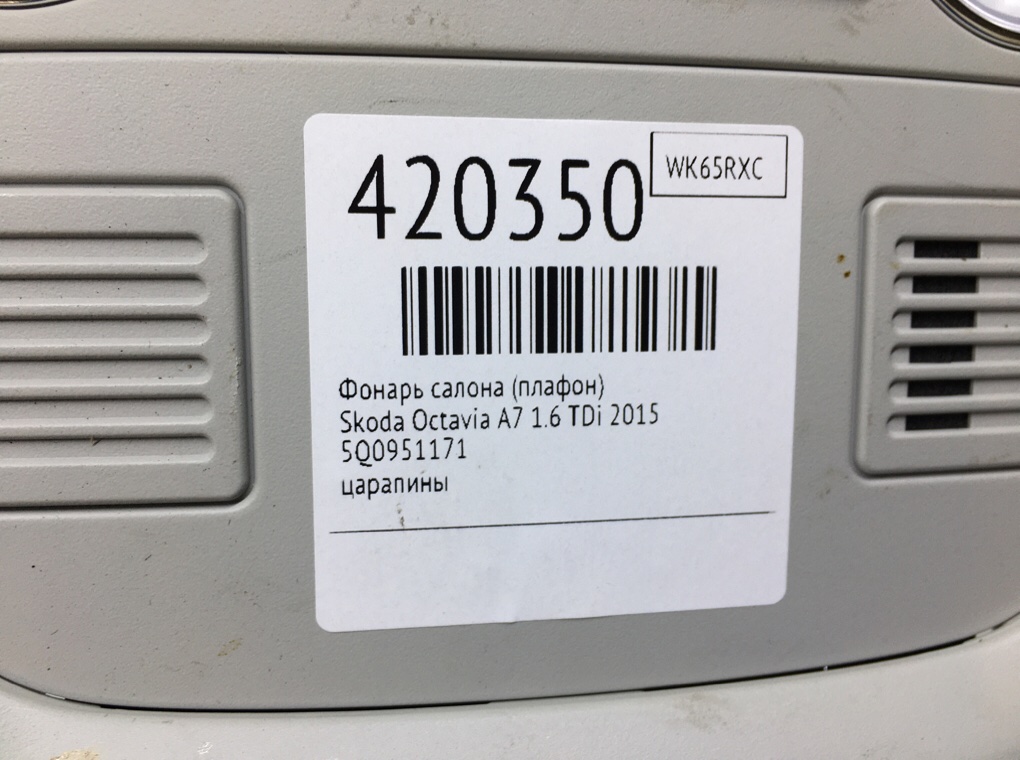 420350
WK65RXC
Фонарь салона (плафон)
Skoda Octavia A7 1.6 TDi 2015
5Q0951171
царапины